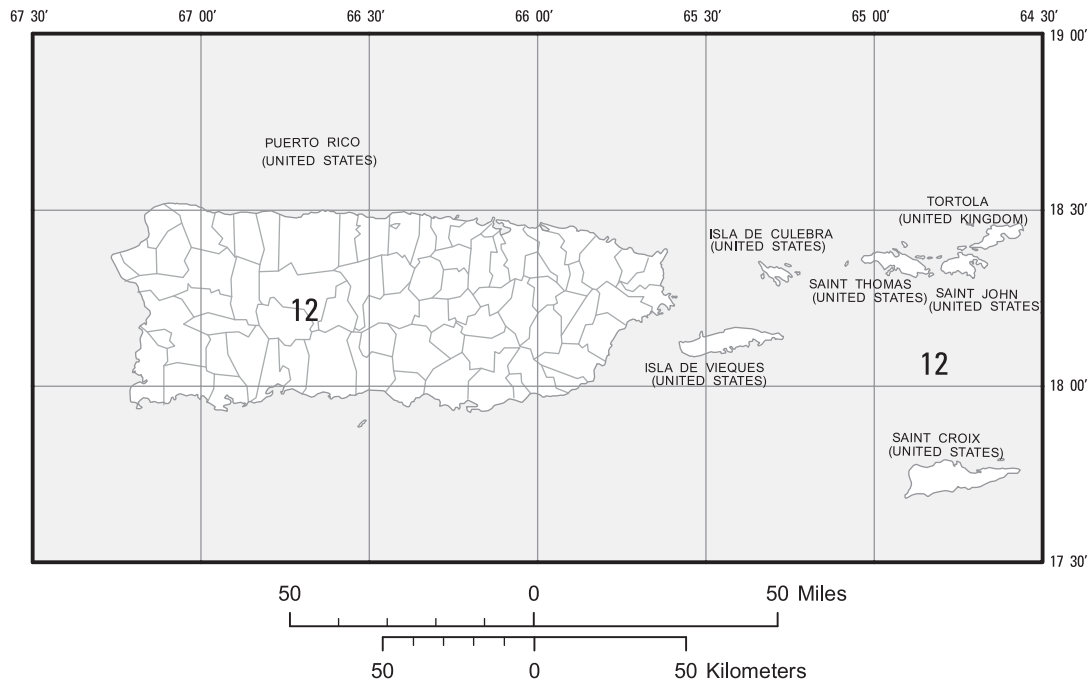 67 30′ 67 00′ 66 30′ 66 00′ 65 30′ 65 00′ 64 30′
19 00′
PUERTO RICO
(UNITED STATES)
TORTOLA
(UNITED KINGDOM)
18 30′
ISLA DE CULEBRA
(UNITED STATES)
SAINT THOMAS
(UNITED STATES)
SAINT JOHN
(UNITED STATES)
12
12
ISLA DE VIEQUES
(UNITED STATES)
18 00′
SAINT CROIX
(UNITED STATES)
17 30′
50 0 50 Miles
50 0 50 Kilometers